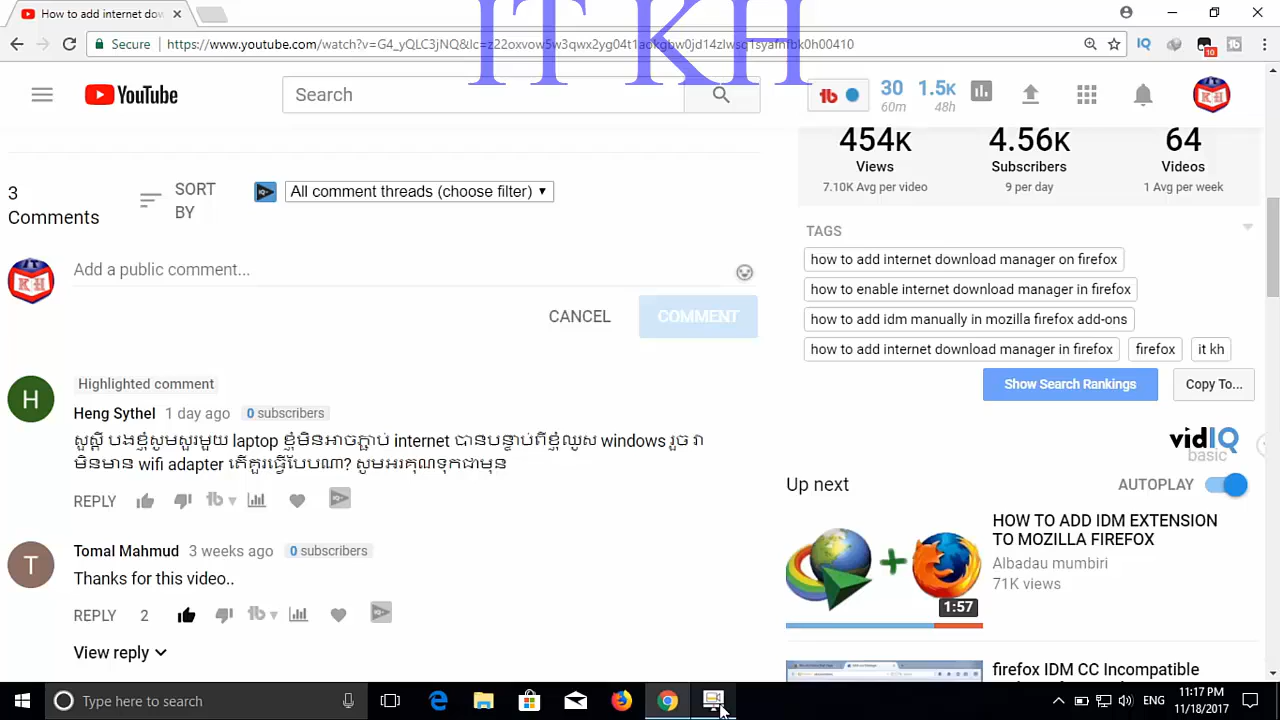 How to add internet dow
IT KH
Secure
https://www.youtube.com/watch?v=G4_yQLC3jNQ&lc=z22oxvow5w3qwx2yg04t1aokgbw0jd14zlwsq1syafnfbk0h00410
10
YouTube
Search
30
60m
1.5K
48h
454K
4.56K
64
Views
Subscribers
Videos
7.10K Avg per video
9 per day
1 Avg per week
3
Comments
SORT
BY
All comment threads (choose filter)
Add a public comment...
CANCEL
COMMENT
TAGS
how to add internet download manager on firefox
how to enable internet download manager in firefox
how to add idm manually in mozilla firefox add-ons
how to add internet download manager in firefox
firefox
it kh
Show Search Rankings
Copy To...
vidIQ
basic
Highlighted comment
H
Heng Sythel 1 day ago 0 subscribers
សួស្តី បងខ្ញុំសូមសួរមួយ laptop ខ្ញុំមិនអាចភ្ជាប់ internet បានបន្ទាប់ពីខ្ញុំឈូស windows រួច វា
មិនមាន wifi adapter តើគួរធ្វើបែបណា? សូមអរគុណទុកជាមុន
REPLY
T
Tomal Mahmud 3 weeks ago 0 subscribers
Thanks for this video..
REPLY 2
View reply
Up next
AUTOPLAY
HOW TO ADD IDM EXTENSION
TO MOZILLA FIREFOX
Albadau mumbiri
71K views
1:57
firefox IDM CC Incompatible
Type here to search
ENG
11:17 PM
11/18/2017